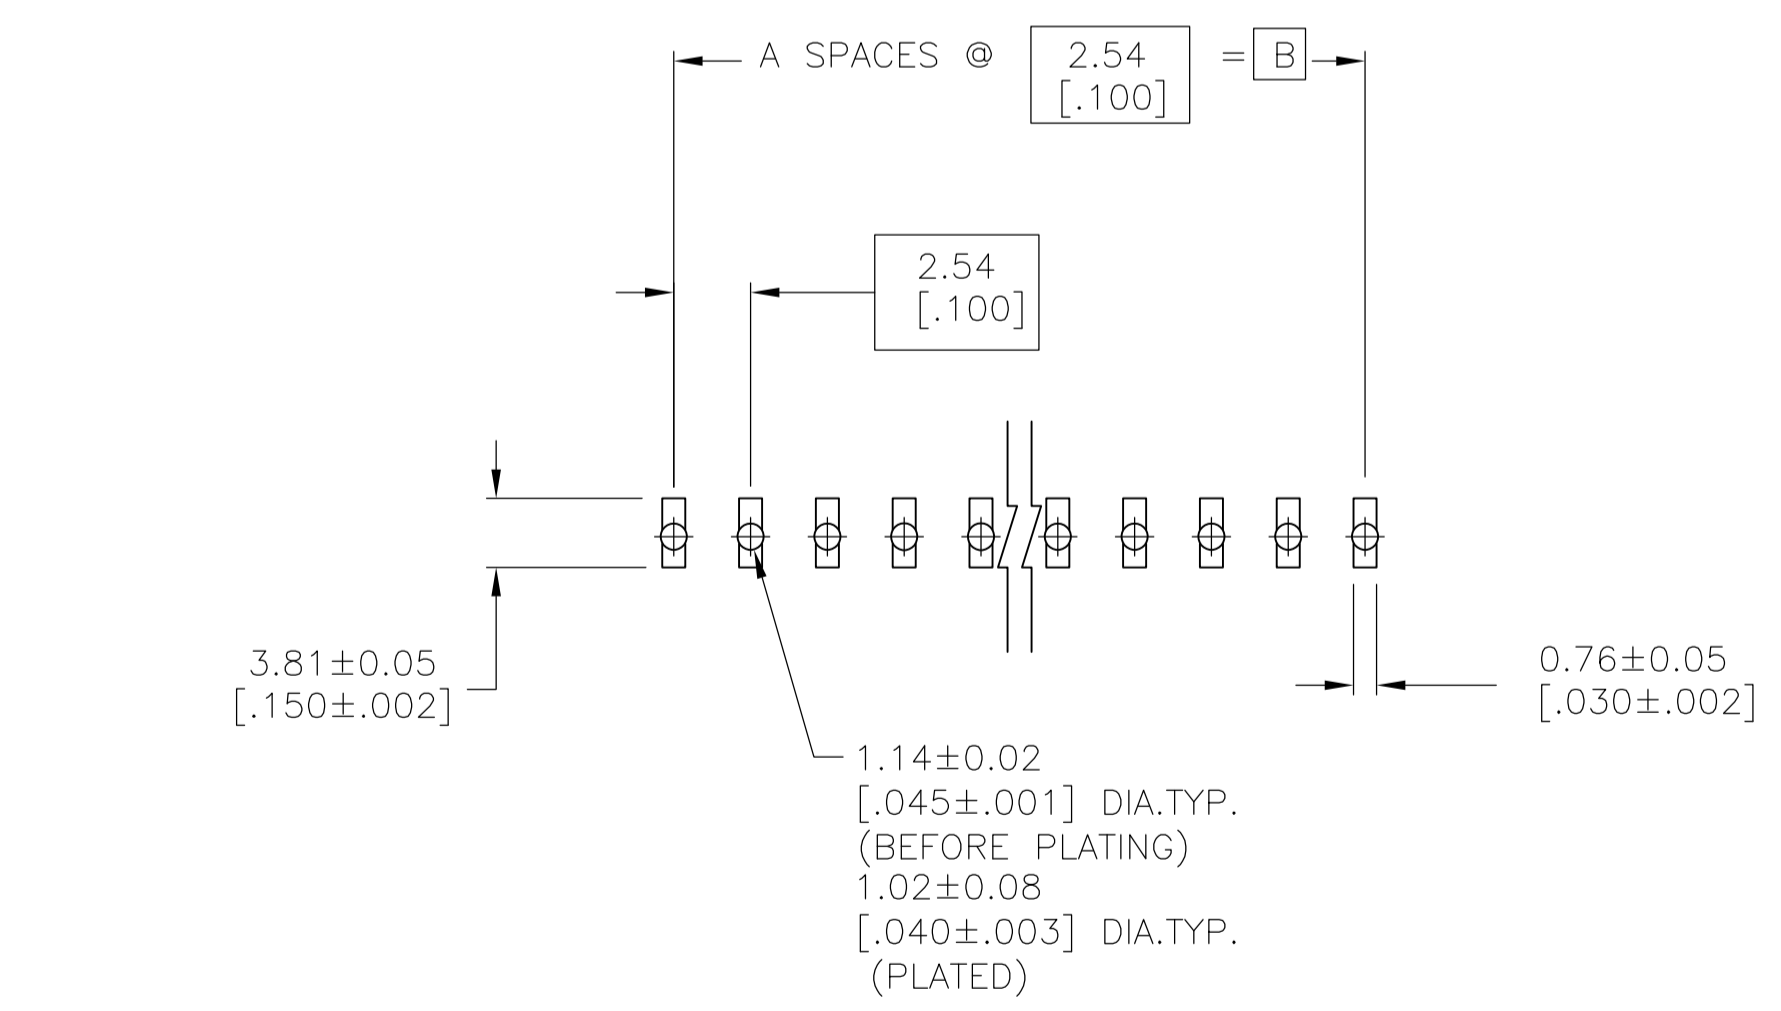 A SPACES @ 2.54 = B
[.100]
2.54
[.100]
3.81±0.05
[.150±.002]
0.76±0.05
[.030±.002]
1.14±0.02
[.045±.001] DIA.TYP.
(BEFORE PLATING)
1.02±0.08
[.040±.003] DIA.TYP.
(PLATED)